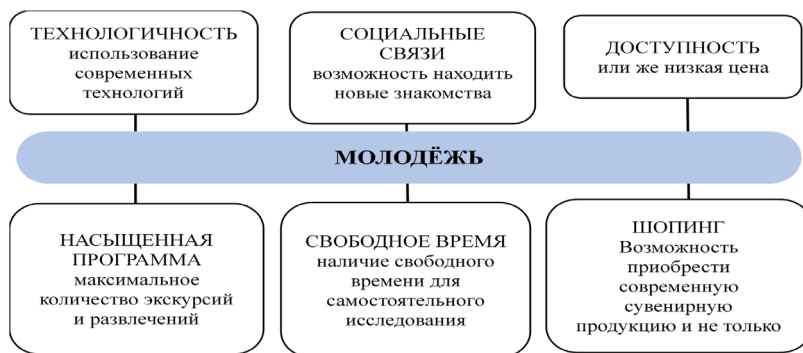 ТЕХНОЛОГИЧНОСТЬ
использование
современных
технологий
СОЦИАЛЬНЫЕ
СВЯЗИ
возможность находить
новые знакомства
ДОСТУПНОСТЬ
или же низкая цена
МОЛОДЁЖЬ
НАСЫЩЕННАЯ
ПРОГРАММА
максимальное
количество экскурсий
и развлечений
СВОБОДНОЕ ВРЕМЯ
наличие свободного
времени для
самостоятельного
исследования
ШОПИНГ
Возможность
приобрести
современную
сувенирную
продукцию и не только